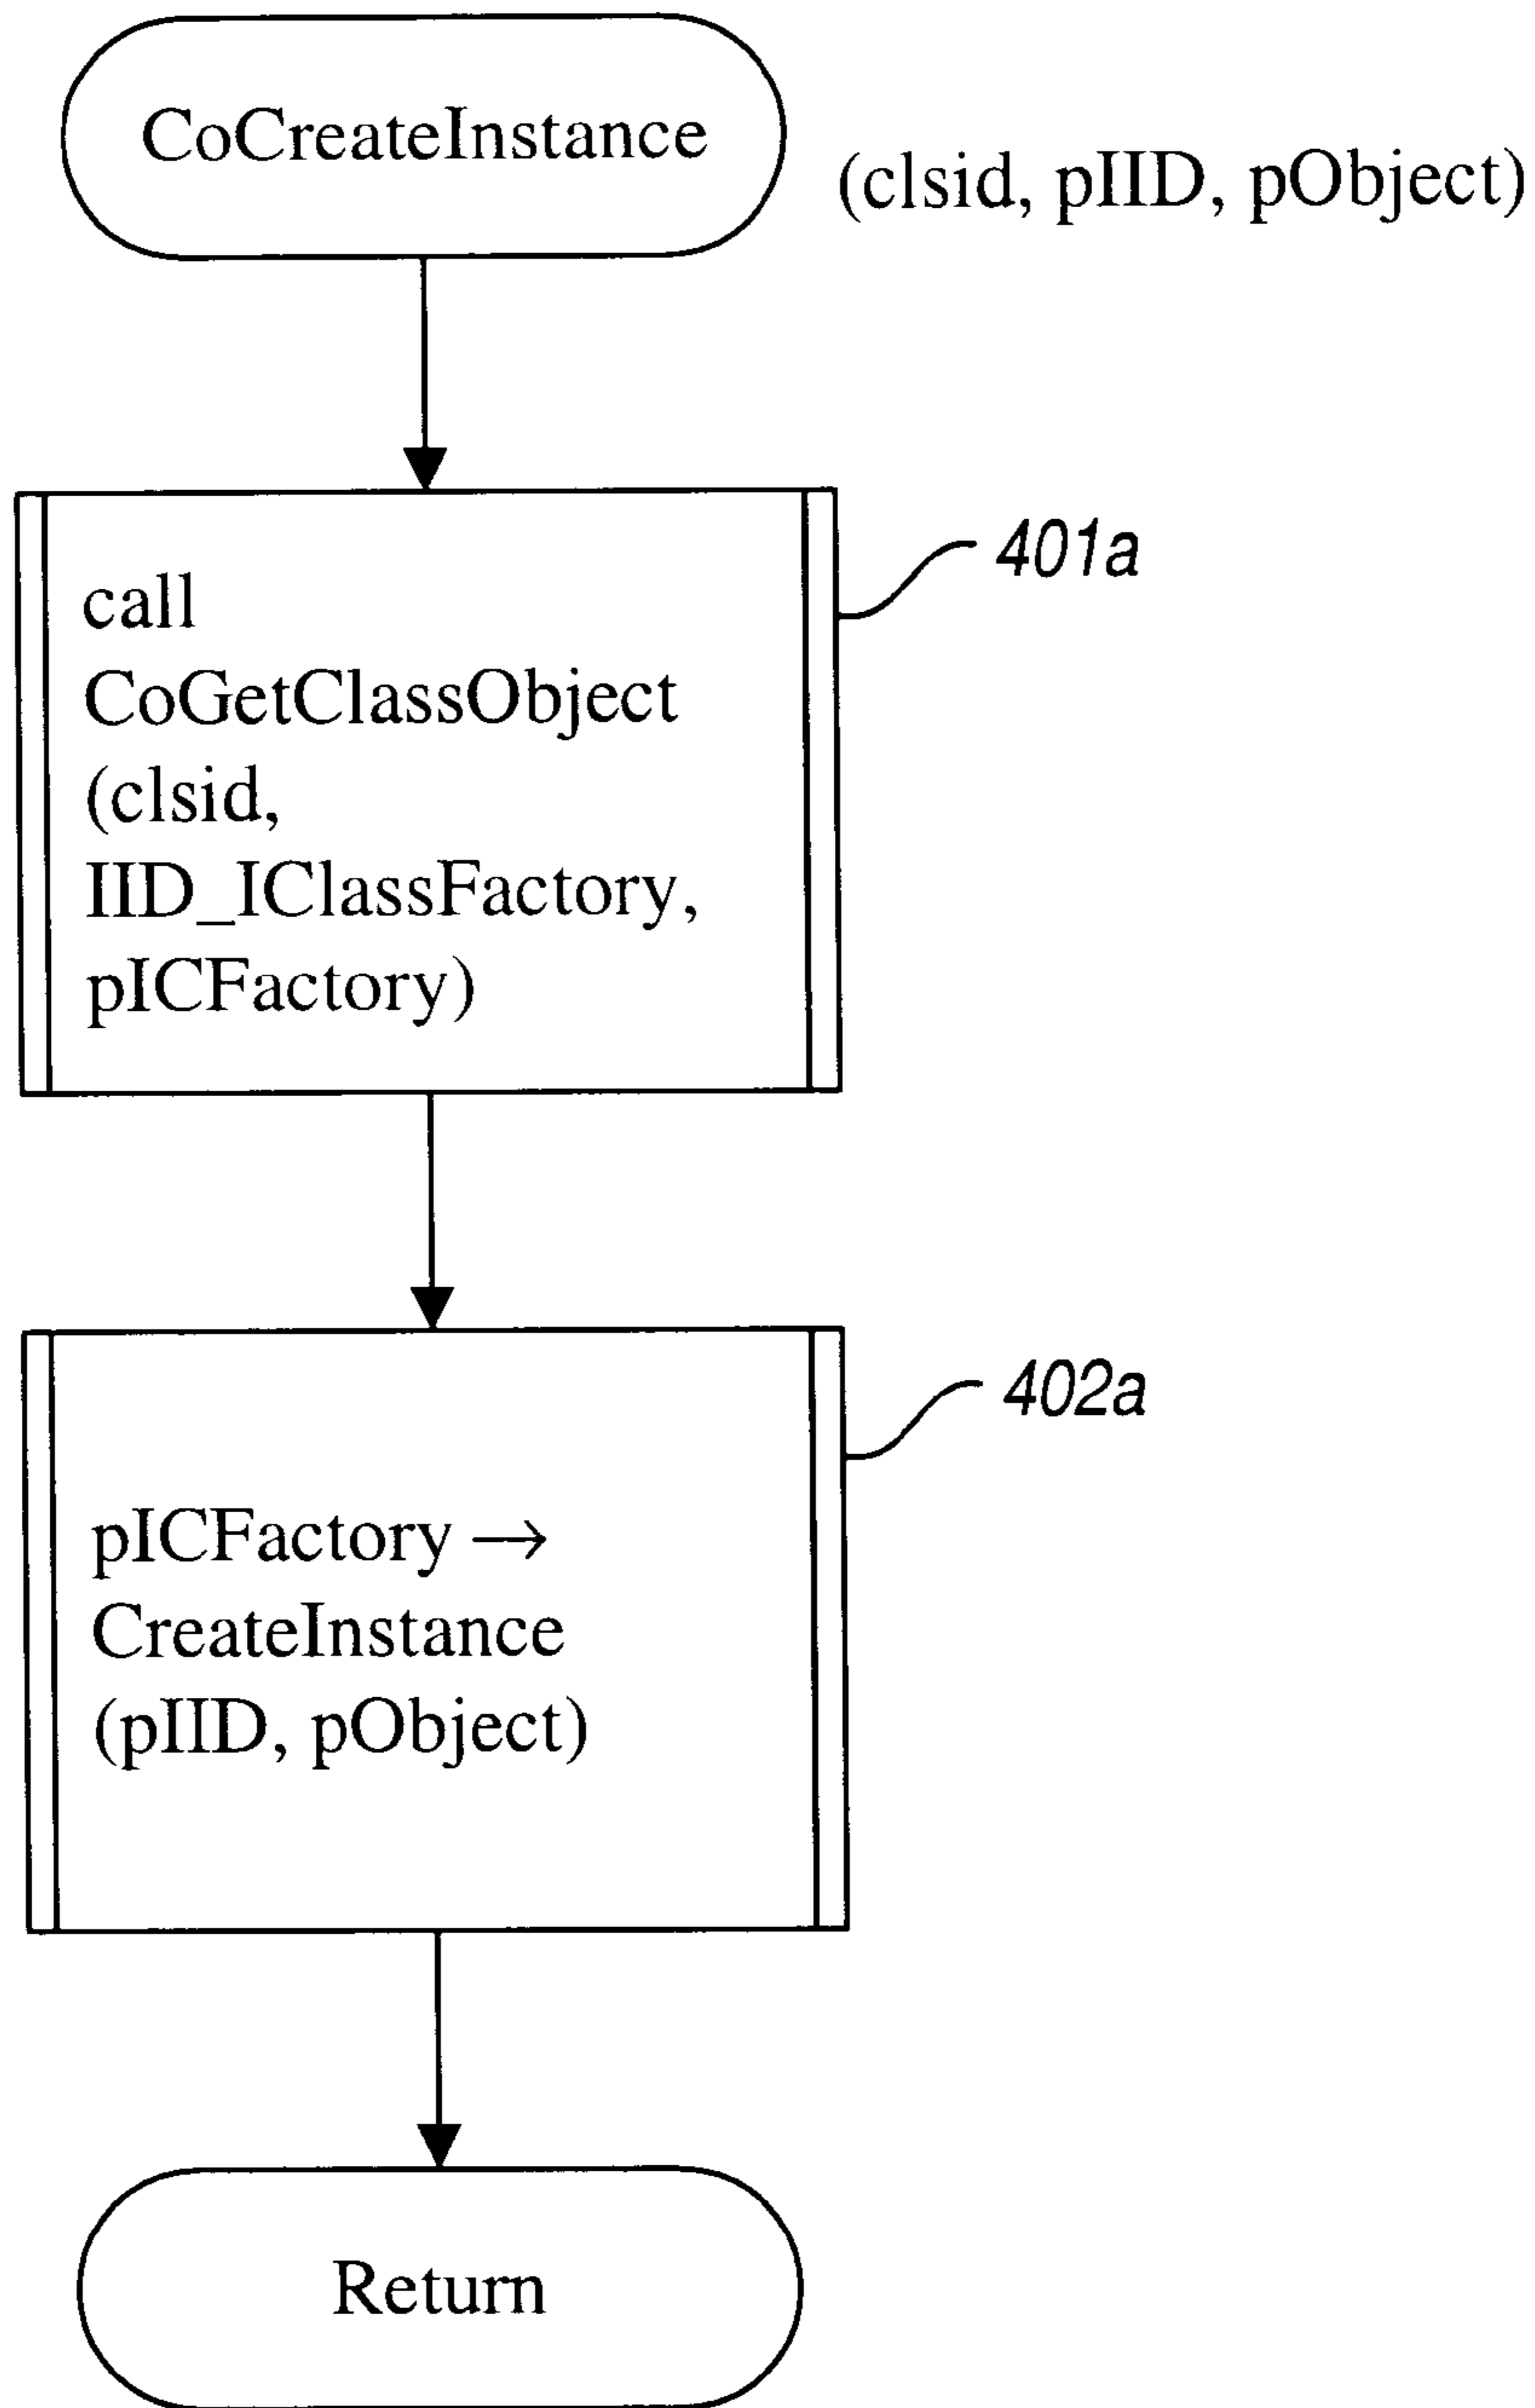 CoCreateInstance
(clsid, pIID, pObject)
call
CoGetClassObject
(clsid,
IID_IClassFactory,
pICFactory)
401a
pICFactory →
CreateInstance
(pIID, pObject)
402a
Return